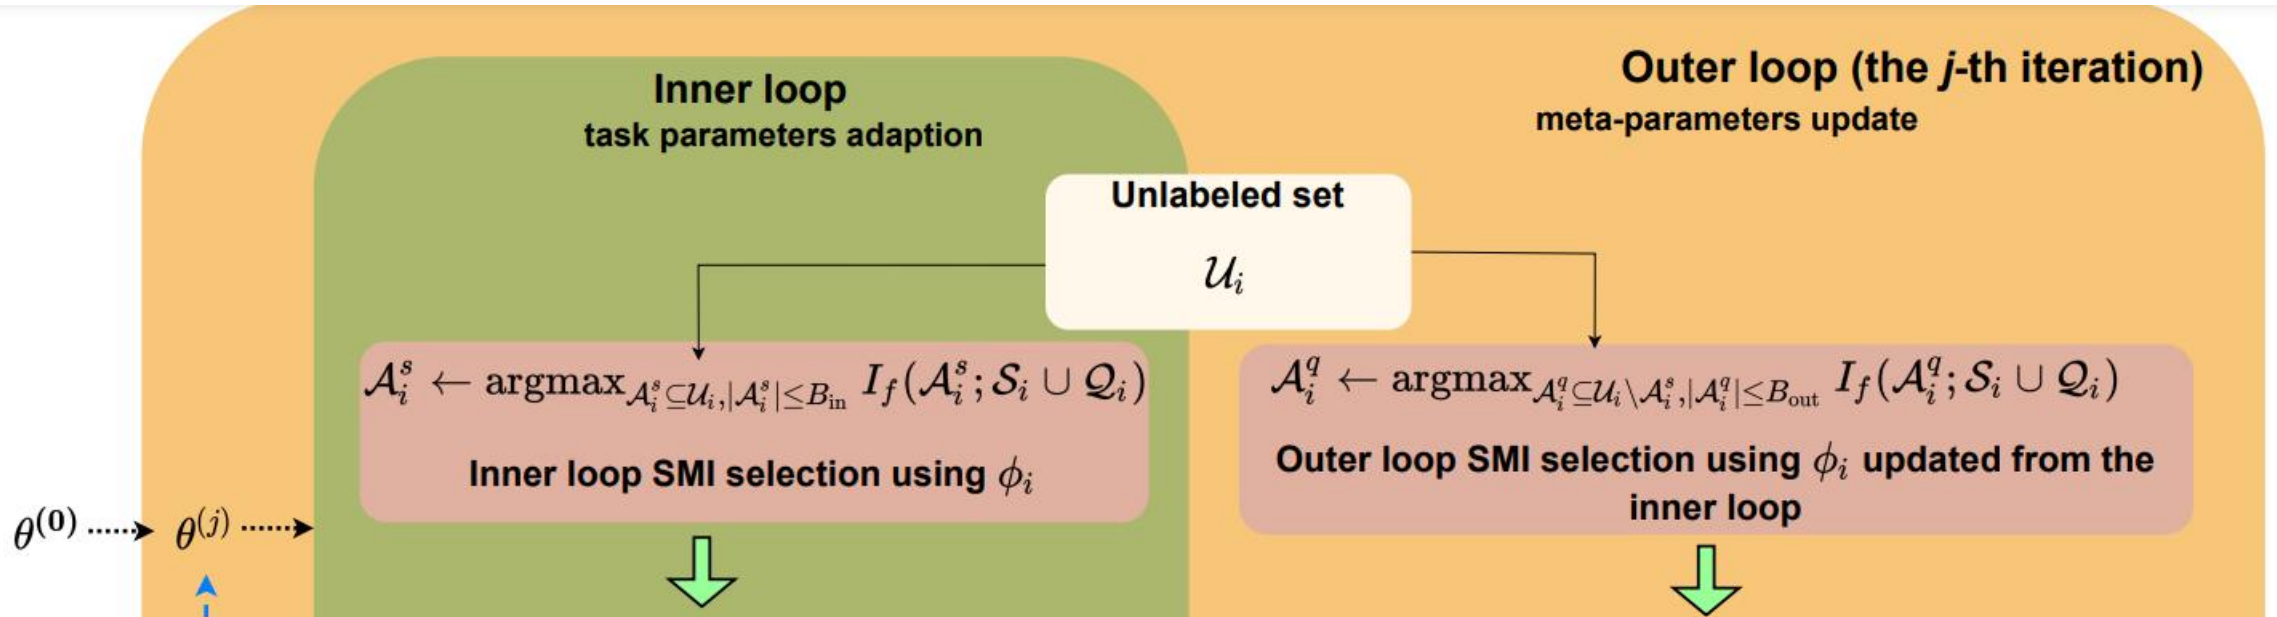 Outer loop (the j-th iteration)
meta-parameters update
Inner loop
task parameters adaption
Unlabeled set
𝒰ᵢ
𝒜ᵢˢ ← argmax_{𝒜ᵢˢ⊆𝒰ᵢ,|𝒜ᵢˢ|≤B_in} I_f(𝒜ᵢˢ; 𝒮ᵢ ∪ 𝒬ᵢ)
Inner loop SMI selection using ϕᵢ
𝒜ᵢ^q ← argmax_{𝒜ᵢ^q⊆𝒰ᵢ\𝒜ᵢˢ,|𝒜ᵢ^q|≤B_out} I_f(𝒜ᵢ^q; 𝒮ᵢ ∪ 𝒬ᵢ)
Outer loop SMI selection using ϕᵢ updated from the
inner loop
θ⁽⁰⁾ θ⁽ʲ⁾